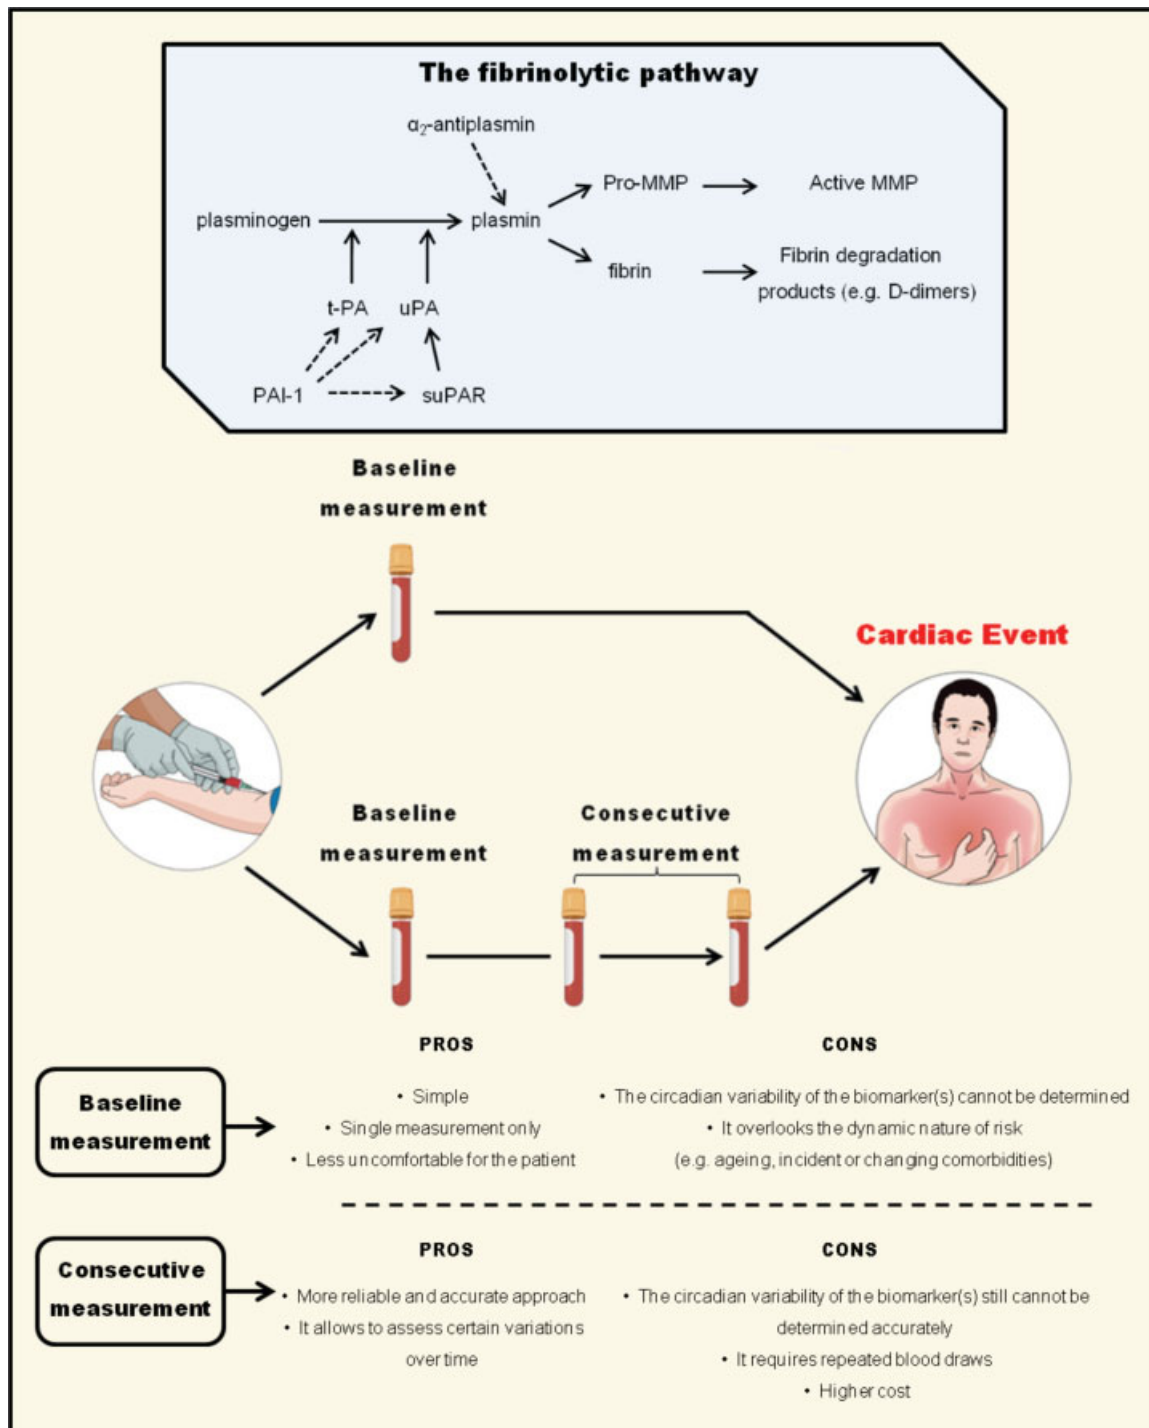 The fibrinolytic pathway
α₂-antiplasmin
Pro-MMP
Active MMP
plasminogen
plasmin
fibrin
Fibrin degradation
products (e.g. D-dimers)
t-PA
uPA
PAI-1
suPAR
Baseline
measurement
Cardiac Event
Baseline
measurement
Consecutive
measurement
PROS
CONS
Baseline
measurement
• Simple
• Single measurement only
• Less uncomfortable for the patient
• The circadian variability of the biomarker(s) cannot be determined
• It overlooks the dynamic nature of risk
(e.g. ageing, incident or changing comorbidities)
PROS
CONS
Consecutive
measurement
• More reliable and accurate approach
• It allows to assess certain variations
over time
• The circadian variability of the biomarker(s) still cannot be
determined accurately
• It requires repeated blood draws
• Higher cost